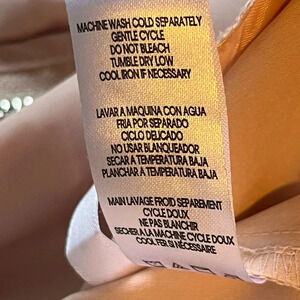 MACHINE WASH COLD SEPARATELY
GENTLE CYCLE
DO NOT BLEACH
TUMBLE DRY LOW
COOL IRON IF NECESSARY
LAVAR A MAQUINA CON AGUA
FRIA POR SEPARADO
CICLO DELICADO
NO USAR BLANQUEADOR
SECAR A TEMPERATURA BAJA
PLANCHAR A TEMPERATURA BAJA
MAIN LAVAGE FROID SEPAREMENT
CYCLE DOUX
NE PAS BLANCHIR
SECHER A LA MACHINE CYCLE DOUX
COOL FER SI NÉCESSAIRE